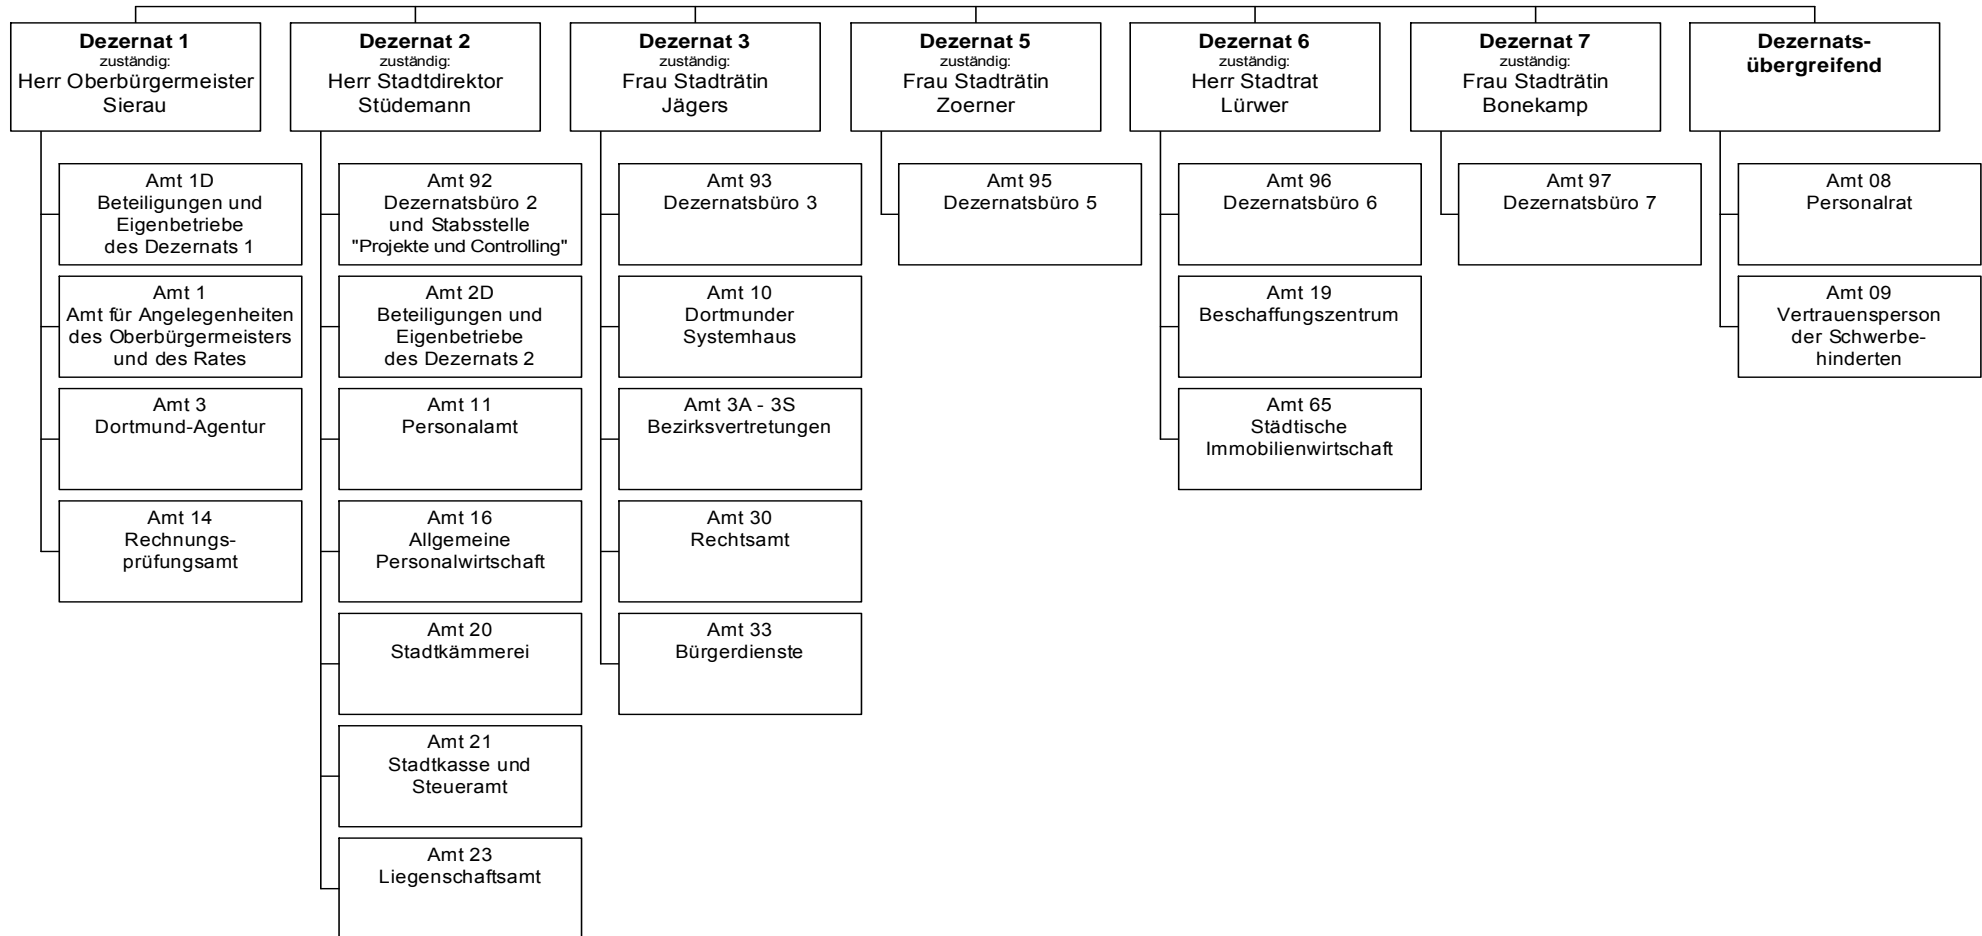 Dezernat 1
zuständig:
Herr Oberbürgermeister
Sierau
Amt 1D
Beteiligungen und
Eigenbetriebe
des Dezernats 1
Amt 1
Amt für Angelegenheiten
des Oberbürgermeisters
und des Rates
Amt 3
Dortmund-Agentur
Amt 14
Rechnungs-
prüfungsamt
Dezernat 2
zuständig:
Herr Stadtdirektor
Stüdemann
Amt 92
Dezernatsbüro 2
und Stabsstelle
"Projekte und Controlling"
Amt 2D
Beteiligungen und
Eigenbetriebe
des Dezernats 2
Amt 11
Personalamt
Amt 16
Allgemeine
Personalwirtschaft
Amt 20
Stadtkämmerei
Amt 21
Stadtkasse und
Steueramt
Amt 23
Liegenschaftsamt
Dezernat 3
zuständig:
Frau Stadträtin
Jägers
Amt 93
Dezernatsbüro 3
Amt 10
Dortmunder
Systemhaus
Amt 3A - 3S
Bezirksvertretungen
Amt 30
Rechtsamt
Amt 33
Bürgerdienste
Dezernat 5
zuständig:
Frau Stadträtin
Zoerner
Amt 95
Dezernatsbüro 5
Dezernat 6
zuständig:
Herr Stadtrat
Lürwer
Amt 96
Dezernatsbüro 6
Amt 19
Beschaffungszentrum
Amt 65
Städtische
Immobilienwirtschaft
Dezernat 7
zuständig:
Frau Stadträtin
Bonekamp
Amt 97
Dezernatsbüro 7
Dezernats-
übergreifend
Amt 08
Personalrat
Amt 09
Vertrauensperson
der Schwerbe-
hinderten